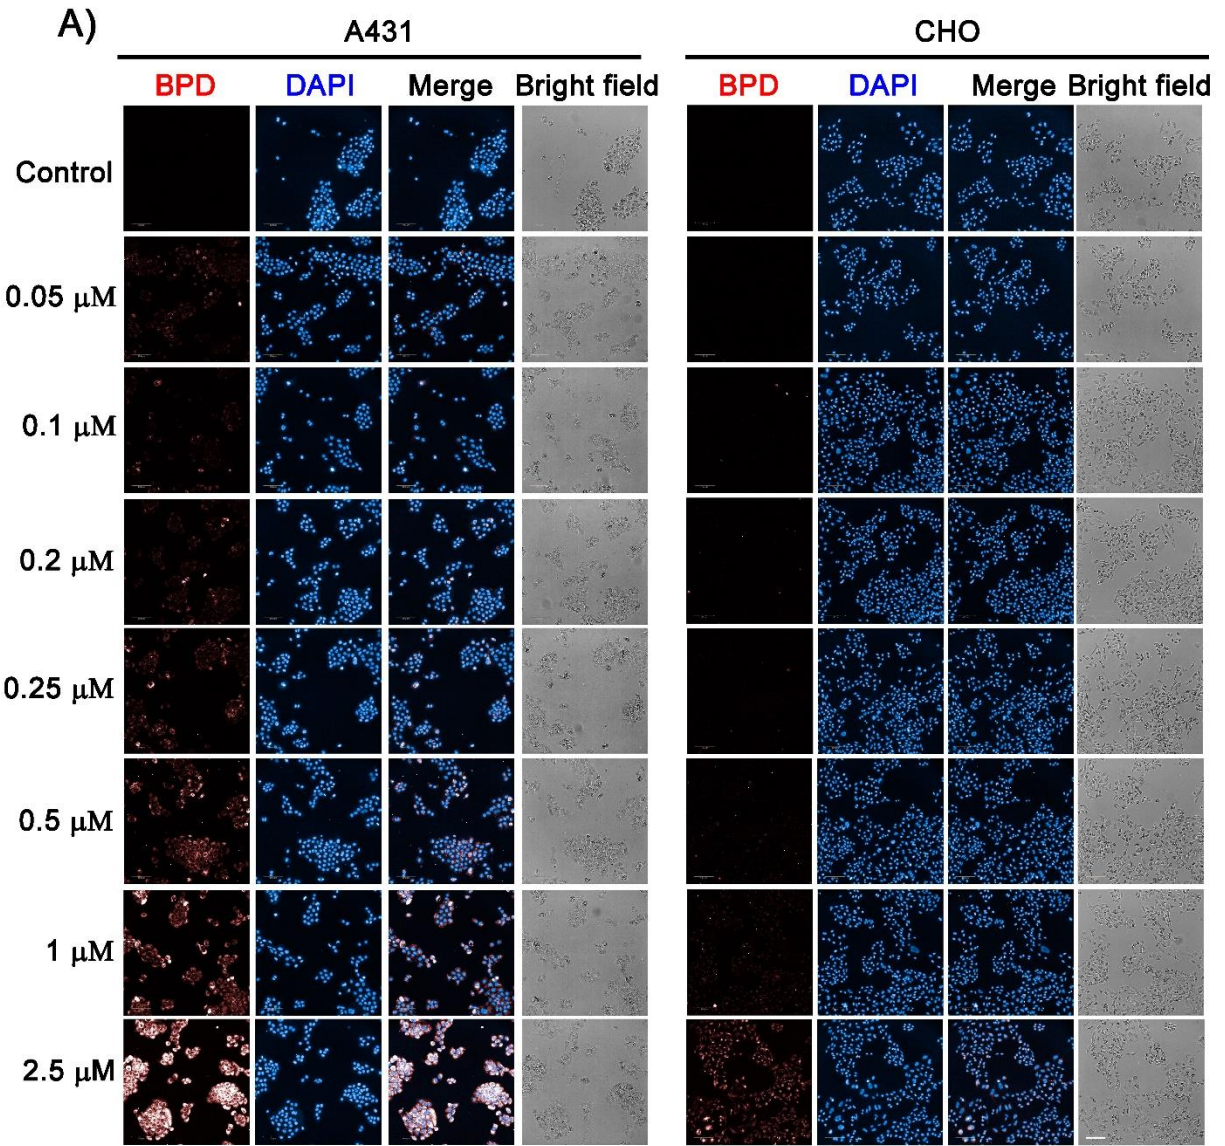 A)
A431 CHO
BPD DAPI Merge Bright field BPD DAPI Merge Bright field
Control
0.05 μM
0.1 μM
0.2 μM
0.25 μM
0.5 μM
1 μM
2.5 μM